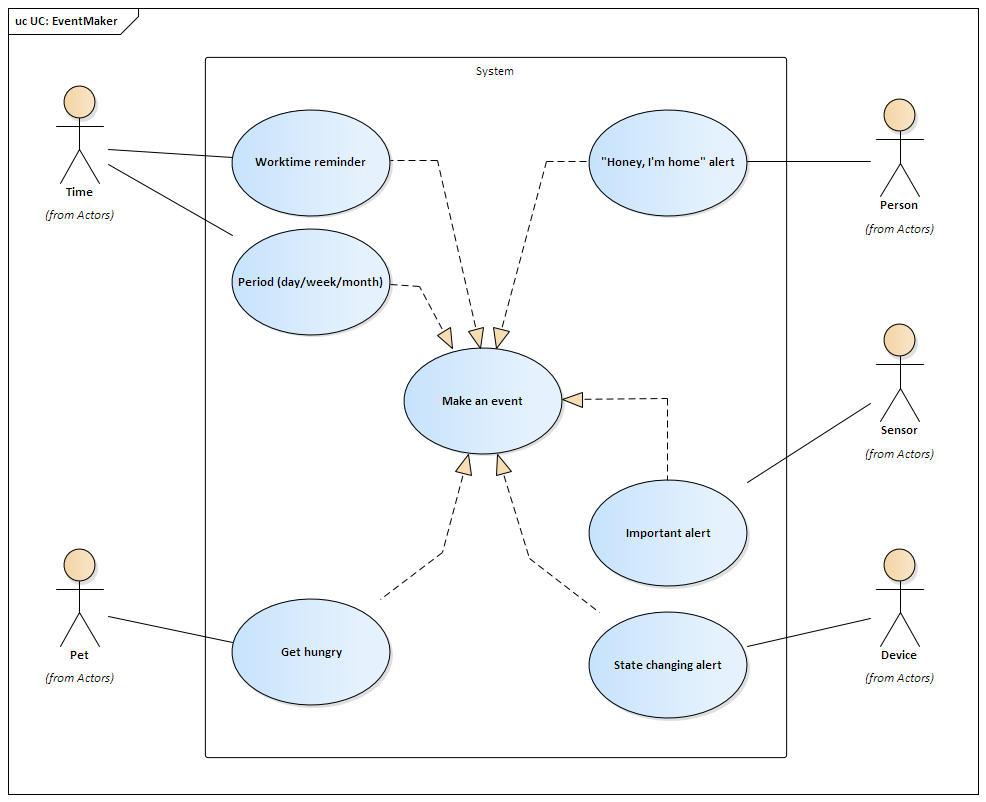 uc UC: EventMaker
System
Time
(from Actors)
Worktime reminder
"Honey, I'm home" alert
Person
(from Actors)
Period (day/week/month)
Make an event
Sensor
(from Actors)
Important alert
Pet
(from Actors)
Get hungry
State changing alert
Device
(from Actors)